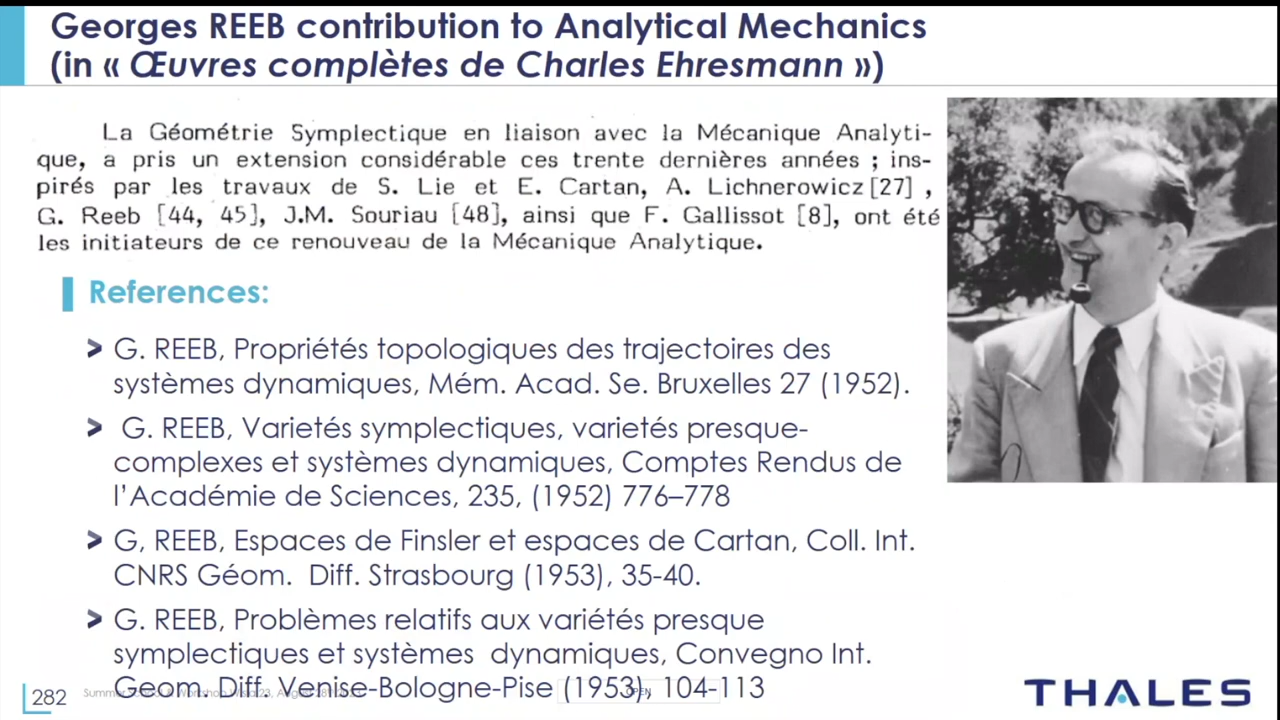 Georges REEB contribution to Analytical Mechanics
(in « Œuvres complètes de Charles Ehresmann »)
La Géométrie Symplectique en liaison avec la Mécanique Analyti-
que, a pris un extension considérable ces trente dernières années ; ins-
pirés par les travaux de S. Lie et E. Cartan, A. Lichnerowicz [27] ,
G. Reeb [44, 45], J.M. Souriau [48], ainsi que F. Gallissot [8], ont été
les initiateurs de ce renouveau de la Mécanique Analytique.
References:
> G. REEB, Propriétés topologiques des trajectoires des
systèmes dynamiques, Mém. Acad. Se. Bruxelles 27 (1952).
> G. REEB, Varietés symplectiques, varietés presque-
complexes et systèmes dynamiques, Comptes Rendus de
l'Académie de Sciences, 235, (1952) 776–778
> G, REEB, Espaces de Finsler et espaces de Cartan, Coll. Int.
CNRS Géom. Diff. Strasbourg (1953), 35-40.
> G. REEB, Problèmes relatifs aux variétés presque
symplectiques et systèmes dynamiques, Convegno Int.
Geom. Diff. Venise-Bologne-Pise (1953), 104-113
282
OPEN
THALES